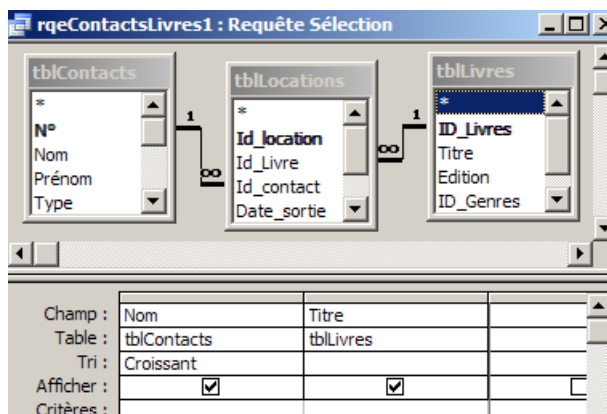 rqeContactsLivres1 : Requête Sélection
tblContacts
*
N°
Nom
Prénom
Type
1
∞
tblLocations
*
Id_location
Id_Livre
Id_contact
Date_sortie
1
∞
tblLivres
*
ID_Livres
Titre
Edition
ID_Genres
Champ : Nom Titre
Table : tblContacts tblLivres
Tri : Croissant
Afficher :
Critères :